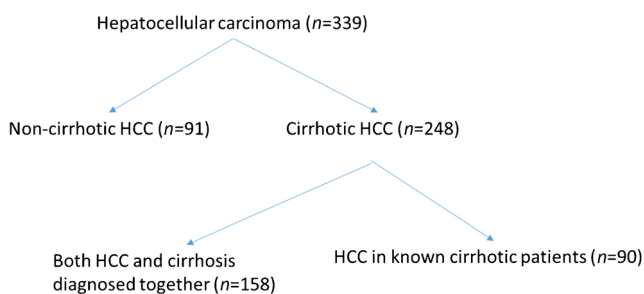 Hepatocellular carcinoma (n=339)
Non-cirrhotic HCC (n=91)
Cirrhotic HCC (n=248)
Both HCC and cirrhosis
diagnosed together (n=158)
HCC in known cirrhotic patients (n=90)